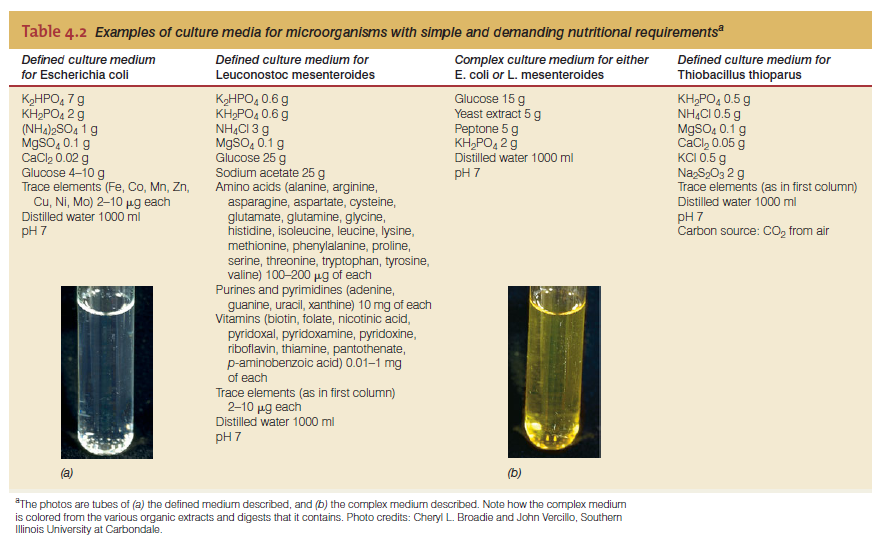 Table 4.2 Examples of culture media for microorganisms with simple and demanding nutritional requirementsᵃ
Defined culture medium
for Escherichia coli
K₂HPO₄ 7 g
KH₂PO₄ 2 g
(NH₄)₂SO₄ 1 g
MgSO₄ 0.1 g
CaCl₂ 0.02 g
Glucose 4–10 g
Trace elements (Fe, Co, Mn, Zn,
Cu, Ni, Mo) 2–10 μg each
Distilled water 1000 ml
pH 7
(a)
Defined culture medium for
Leuconostoc mesenteroides
K₂HPO₄ 0.6 g
KH₂PO₄ 0.6 g
NH₄Cl 3 g
MgSO₄ 0.1 g
Glucose 25 g
Sodium acetate 25 g
Amino acids (alanine, arginine,
asparagine, aspartate, cysteine,
glutamate, glutamine, glycine,
histidine, isoleucine, leucine, lysine,
methionine, phenylalanine, proline,
serine, threonine, tryptophan, tyrosine,
valine) 100–200 μg of each
Purines and pyrimidines (adenine,
guanine, uracil, xanthine) 10 mg of each
Vitamins (biotin, folate, nicotinic acid,
pyridoxal, pyridoxamine, pyridoxine,
riboflavin, thiamine, pantothenate,
p-aminobenzoic acid) 0.01–1 mg
of each
Trace elements (as in first column)
2–10 μg each
Distilled water 1000 ml
pH 7
Complex culture medium for either
E. coli or L. mesenteroides
Glucose 15 g
Yeast extract 5 g
Peptone 5 g
KH₂PO₄ 2 g
Distilled water 1000 ml
pH 7
(b)
Defined culture medium for
Thiobacillus thioparus
KH₂PO₄ 0.5 g
NH₄Cl 0.5 g
MgSO₄ 0.1 g
CaCl₂ 0.05 g
KCl 0.5 g
Na₂S₂O₃ 2 g
Trace elements (as in first column)
Distilled water 1000 ml
pH 7
Carbon source: CO₂ from air
ᵃThe photos are tubes of (a) the defined medium described, and (b) the complex medium described. Note how the complex medium
is colored from the various organic extracts and digests that it contains. Photo credits: Cheryl L. Broadie and John Vercillo, Southern
Illinois University at Carbondale.